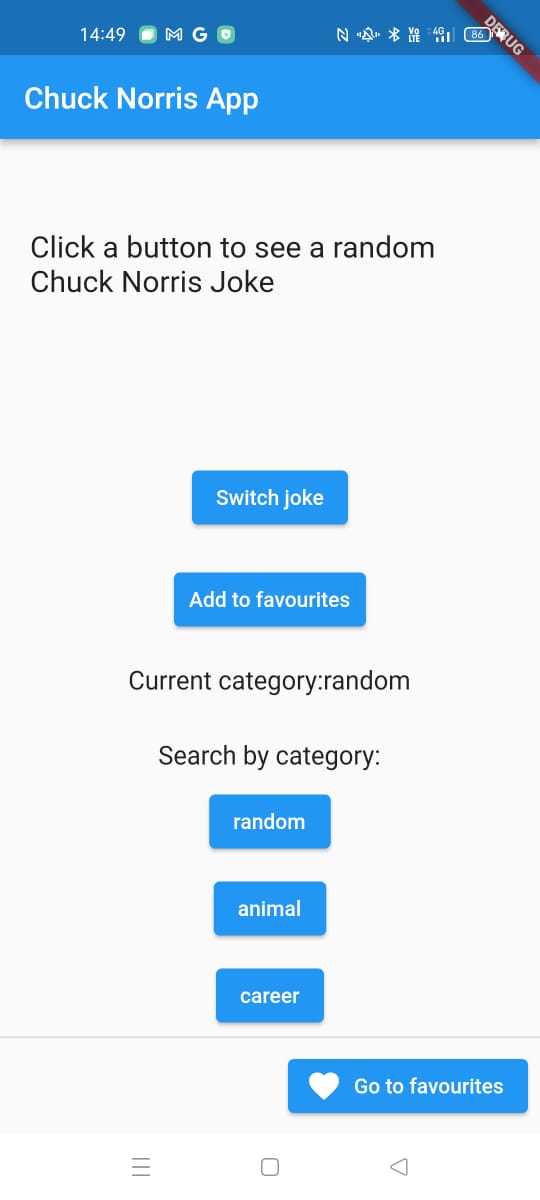 14:49
VO LTE
4G
86
DEBUG
Chuck Norris App
Click a button to see a random
Chuck Norris Joke
Switch joke
Add to favourites
Current category:random
Search by category:
random
animal
career
Go to favourites